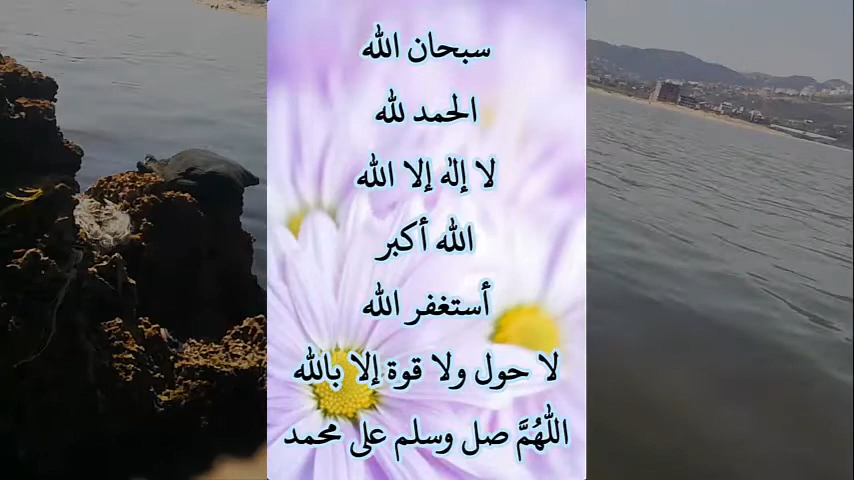 سبحان الله
الحمد لله
لا إله إلا الله
الله أكبر
أستغفر الله
لا حول ولا قوة إلا بالله
اللَّهُمَّ صل وسلم على محمد